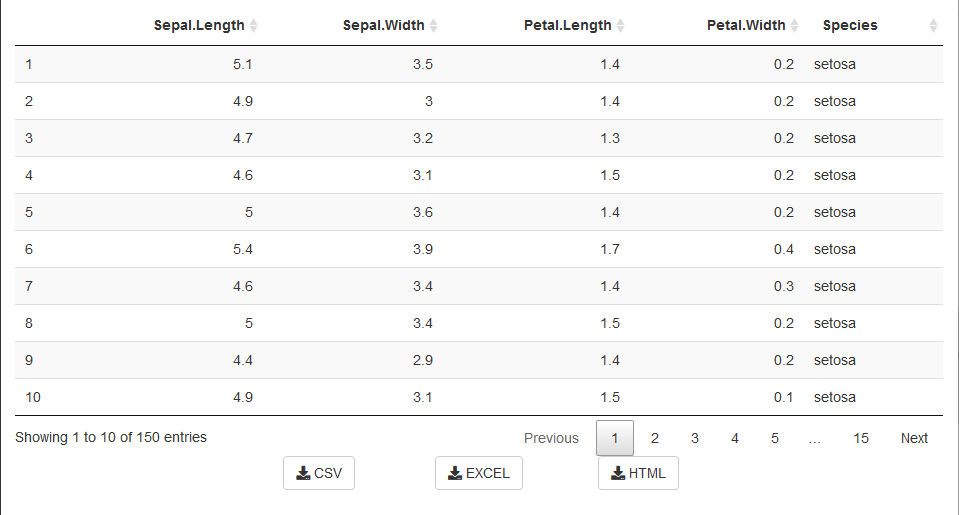 Sepal.Length Sepal.Width Petal.Length Petal.Width Species
1 5.1 3.5 1.4 0.2 setosa
2 4.9 3 1.4 0.2 setosa
3 4.7 3.2 1.3 0.2 setosa
4 4.6 3.1 1.5 0.2 setosa
5 5 3.6 1.4 0.2 setosa
6 5.4 3.9 1.7 0.4 setosa
7 4.6 3.4 1.4 0.3 setosa
8 5 3.4 1.5 0.2 setosa
9 4.4 2.9 1.4 0.2 setosa
10 4.9 3.1 1.5 0.1 setosa
Showing 1 to 10 of 150 entries Previous 1 2 3 4 5 … 15 Next
CSV EXCEL HTML